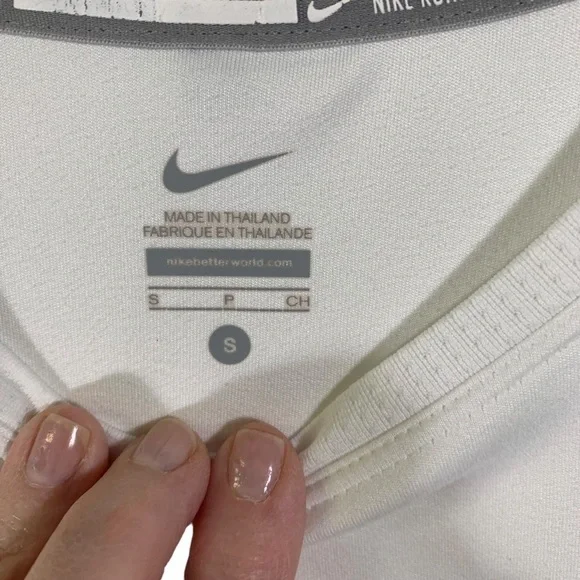 NIKE
MADE IN THAILAND
FABRIQUE EN THAILANDE
nikebetterworld.com
S P CH
S